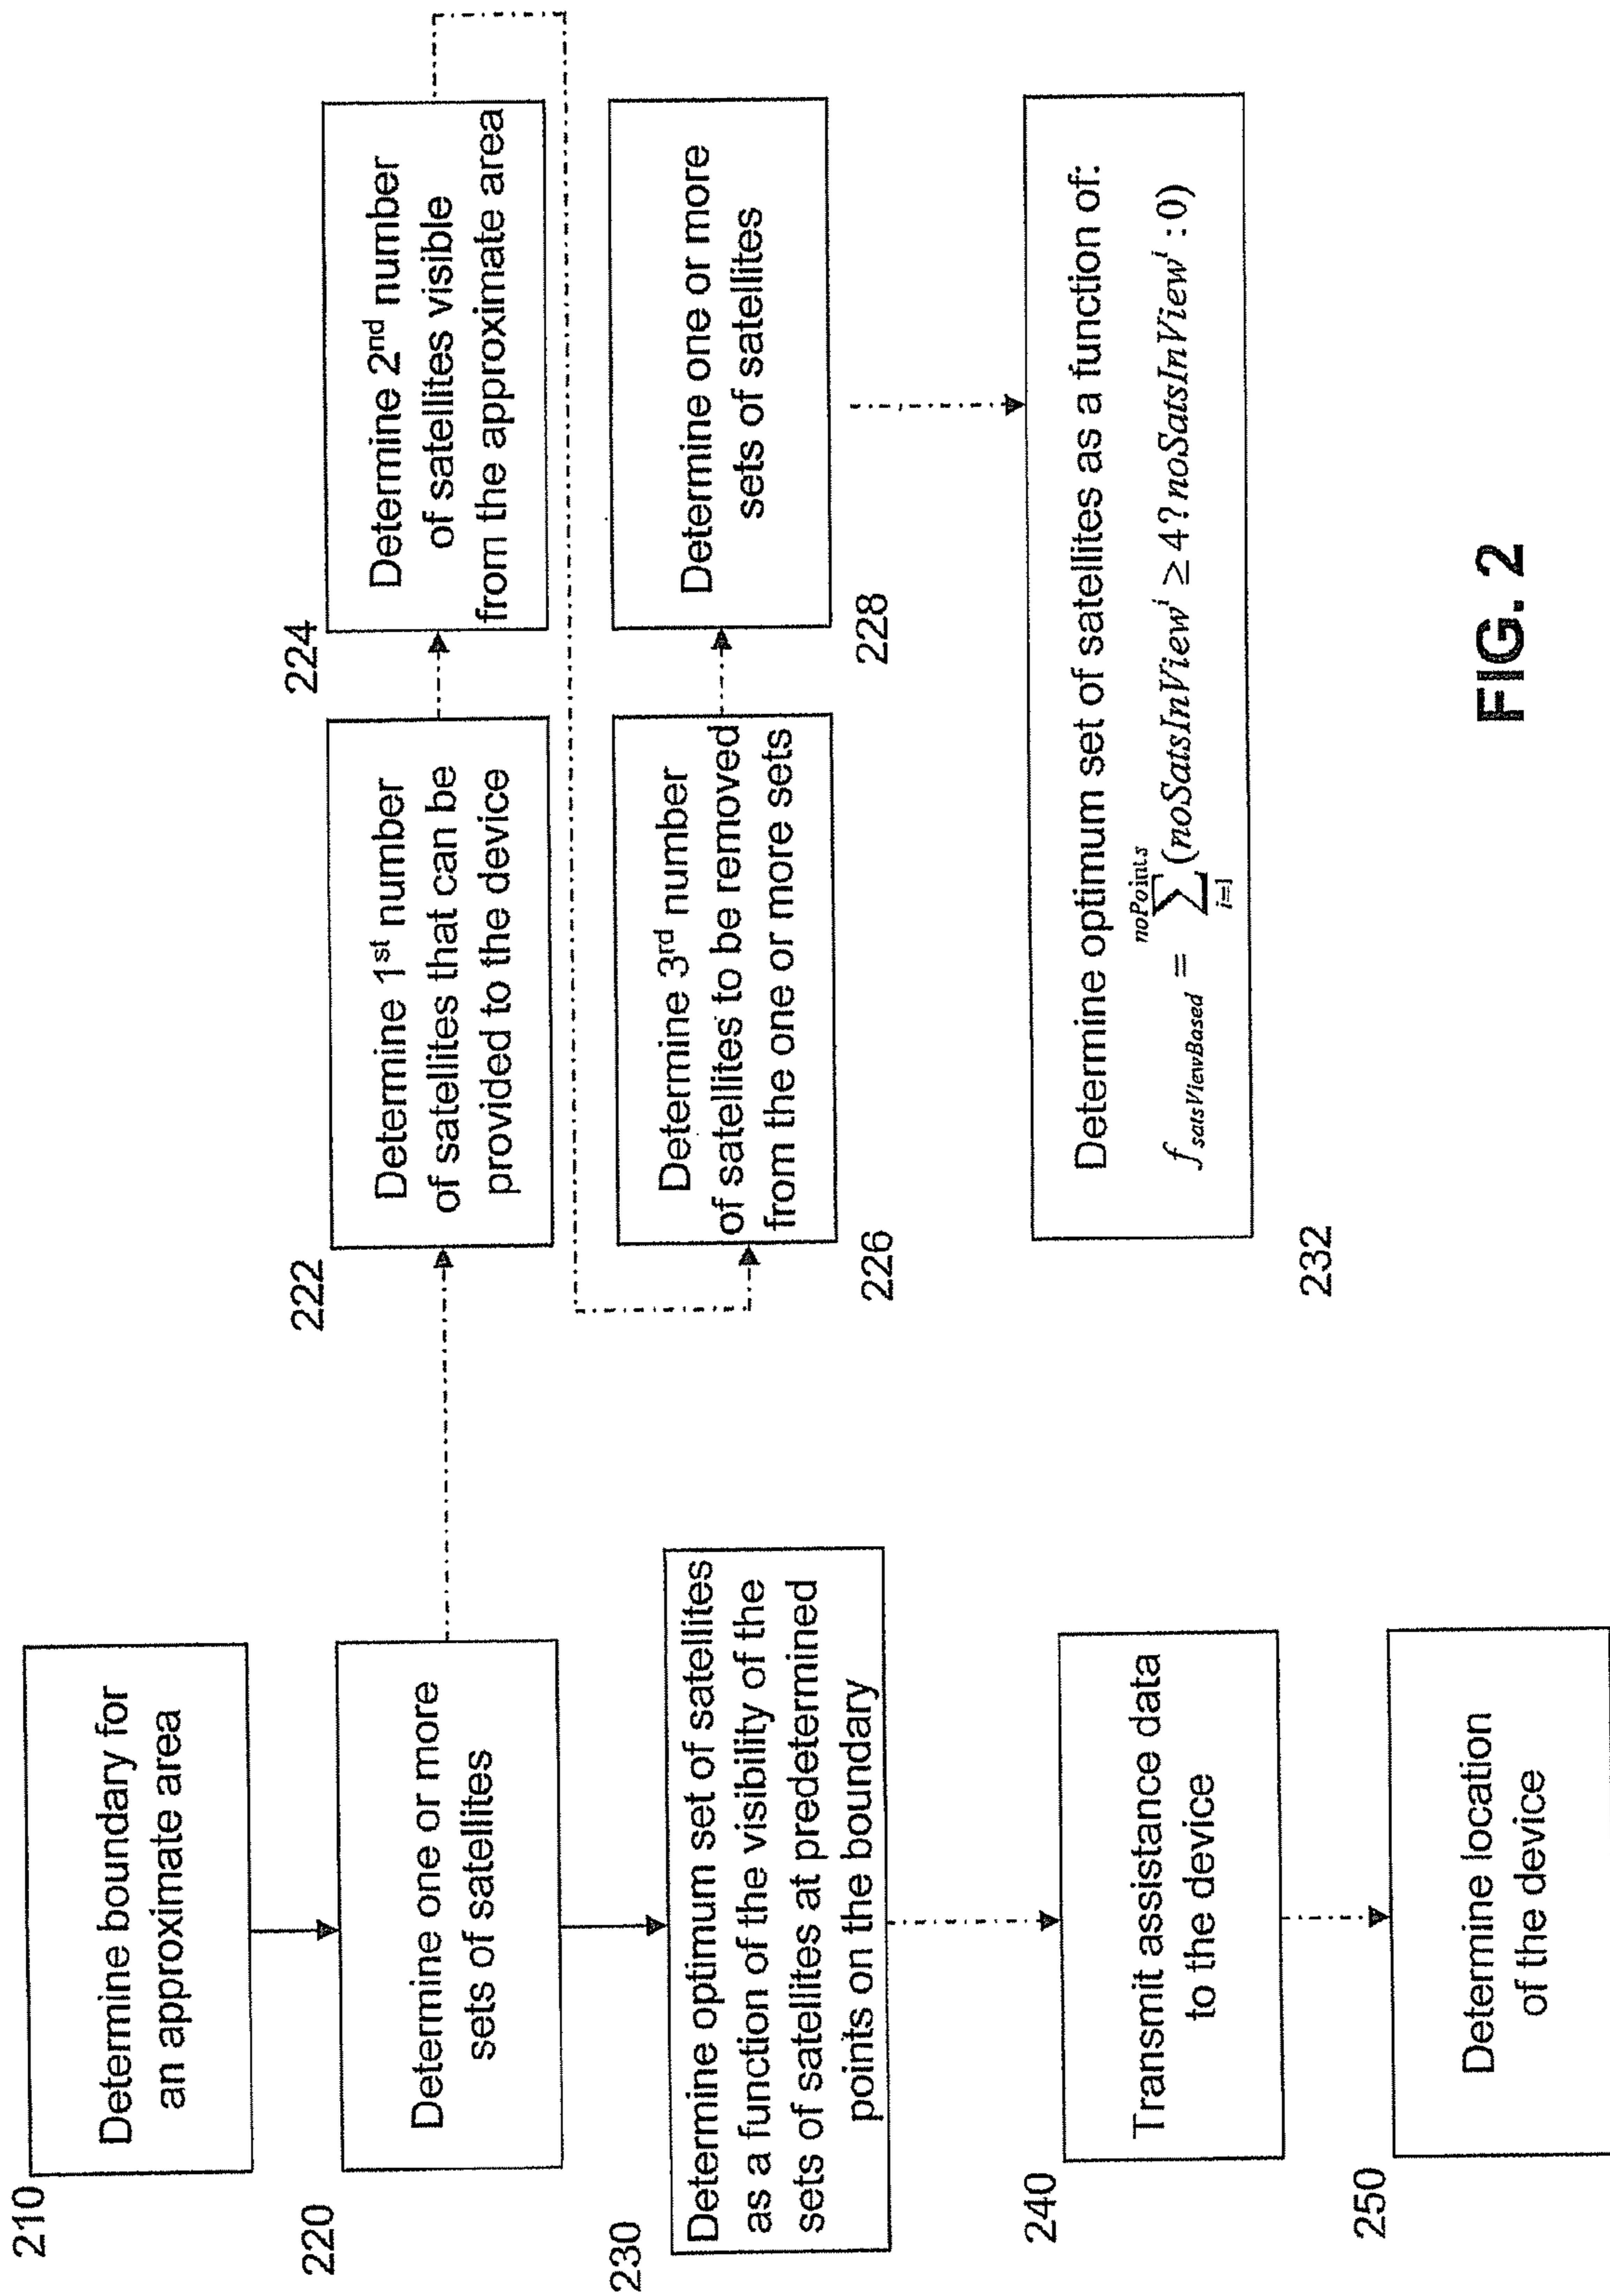 210
Determine boundary for
an approximate area
220
Determine one or more
sets of satellites
230
Determine optimum set of satellites
as a function of the visibility of the
sets of satellites at predetermined
points on the boundary
240
Transmit assistance data
to the device
250
Determine location
of the device
222
Determine 1st number
of satellites that can be
provided to the device
224
Determine 2nd number
of satellites visible
from the approximate area
226
Determine 3rd number
of satellites to be removed
from the one or more sets
228
Determine one or more
sets of satellites
232
Determine optimum set of satellites as a function of:
f satsViewBased = noPoints ∑ i=1 (noSatsInView^i ≥ 4? noSatsInView^i : 0)
FIG. 2